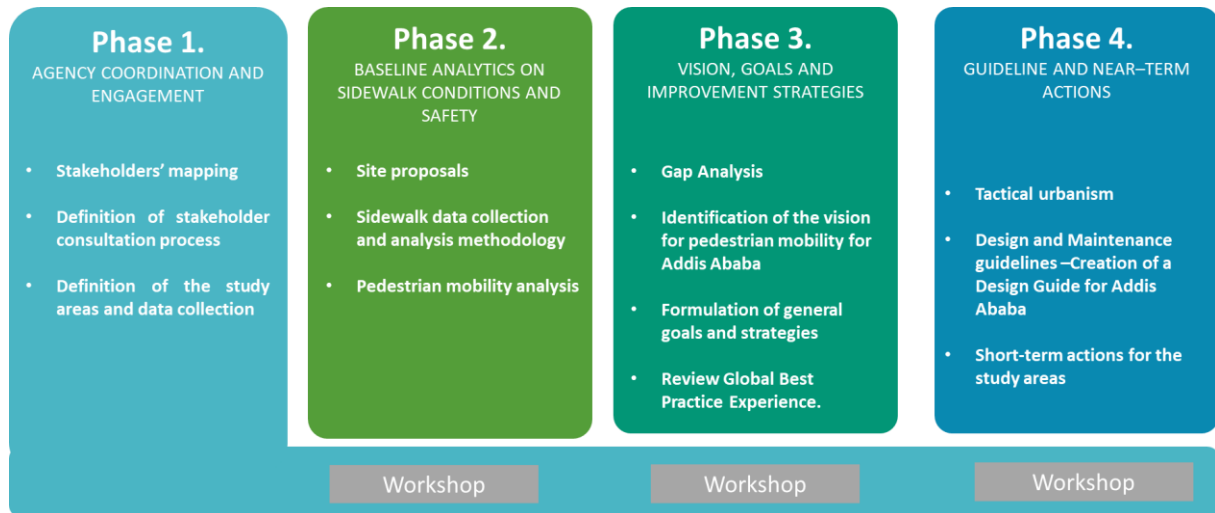 Phase 1.
AGENCY COORDINATION AND
ENGAGEMENT
• Stakeholders’ mapping
• Definition of stakeholder
consultation process
• Definition of the study
areas and data collection
Phase 2.
BASELINE ANALYTICS ON
SIDEWALK CONDITIONS AND
SAFETY
• Site proposals
• Sidewalk data collection
and analysis methodology
• Pedestrian mobility analysis
Phase 3.
VISION, GOALS AND
IMPROVEMENT STRATEGIES
• Gap Analysis
• Identification of the vision
for pedestrian mobility for
Addis Ababa
• Formulation of general
goals and strategies
• Review Global Best
Practice Experience.
Phase 4.
GUIDELINE AND NEAR–TERM
ACTIONS
• Tactical urbanism
• Design and Maintenance
guidelines –Creation of a
Design Guide for Addis
Ababa
• Short-term actions for the
study areas
Workshop
Workshop
Workshop